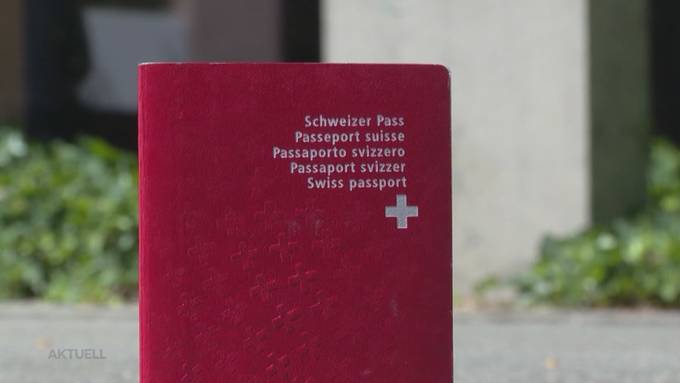 Schweizer Pass
Passeport suisse
Passaporto svizzero
Passaport svizzer
Swiss passport
AKTUELL